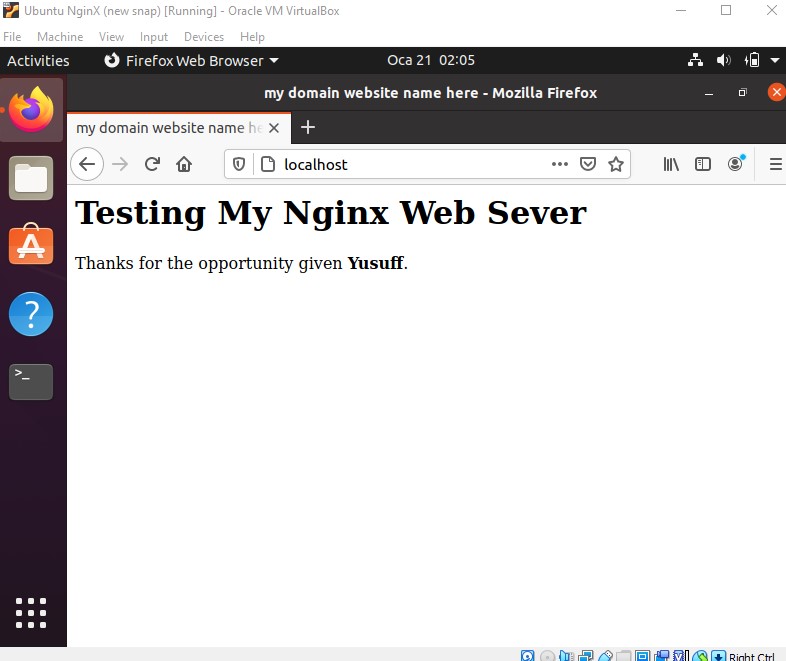 Ubuntu NginX (new snap) [Running] - Oracle VM VirtualBox
File Machine View Input Devices Help
Activities Firefox Web Browser Oca 21 02:05
my domain website name here - Mozilla Firefox
my domain website name he
localhost
Testing My Nginx Web Sever
Thanks for the opportunity given Yusuff.
Right Ctrl